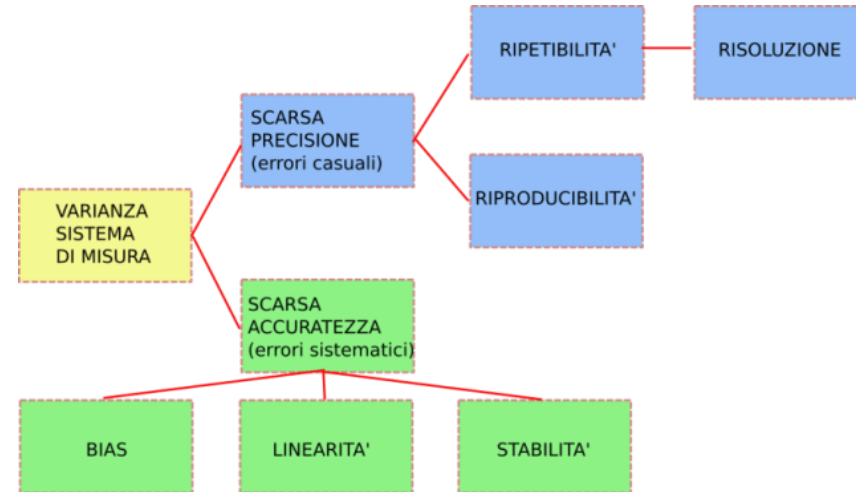 RIPETIBILITA'
RISOLUZIONE
SCARSA
PRECISIONE
(errori casuali)
RIPRODUCIBILITA'
VARIANZA
SISTEMA
DI MISURA
SCARSA
ACCURATEZZA
(errori sistematici)
BIAS
LINEARITA'
STABILITA'